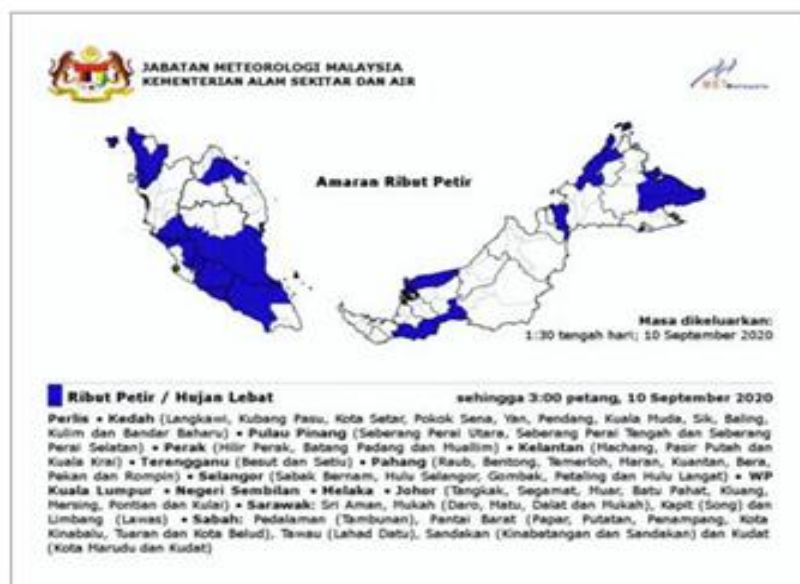 JABATAN METEOROLOGI MALAYSIA
KEMENTERIAN ALAM SEKITAR DAN AIR
Amaran Ribut Petir
Masa dikeluarkan:
1:30 tengah hari; 10 September 2020
Ribut Petir / Hujan Lebat
sehingga 3:00 petang, 10 September 2020
Perlis • Kedah (Langkawi, Kubang Pasu, Kota Setar, Pokok Sena, Yan, Pendang, Kuala Muda, Sik, Baling,
Kulim dan Bandar Baharu) • Pulau Pinang (Seberang Perai Utara, Seberang Perai Tengah dan Seberang
Perai Selatan) • Perak (Hilir Perak, Batang Padang dan Muallim) • Kelantan (Machang, Pasir Puteh dan
Kuala Krai) • Terengganu (Besut dan Setiu) • Pahang (Raub, Bentong, Temerloh, Maran, Kuantan, Bera,
Pekan dan Rompin) • Selangor (Sabak Bernam, Hulu Selangor, Gombak, Petaling dan Hulu Langat) • WP
Kuala Lumpur • Negeri Sembilan • Melaka • Johor (Tangkak, Segamat, Muar, Batu Pahat, Kluang,
Mersing, Pontian dan Kulai) • Sarawak: Sri Aman, Mukah (Daro, Matu, Dalat dan Mukah), Kapit (Song) dan
Limbang (Lawas) • Sabah: Pedalaman (Tambunan), Pantai Barat (Papar, Putatan, Penampang, Kota
Kinabalu, Tuaran dan Kota Belud), Tawau (Lahad Datu), Sandakan (Kinabatangan dan Sandakan) dan Kudat
(Kota Marudu dan Kudat)